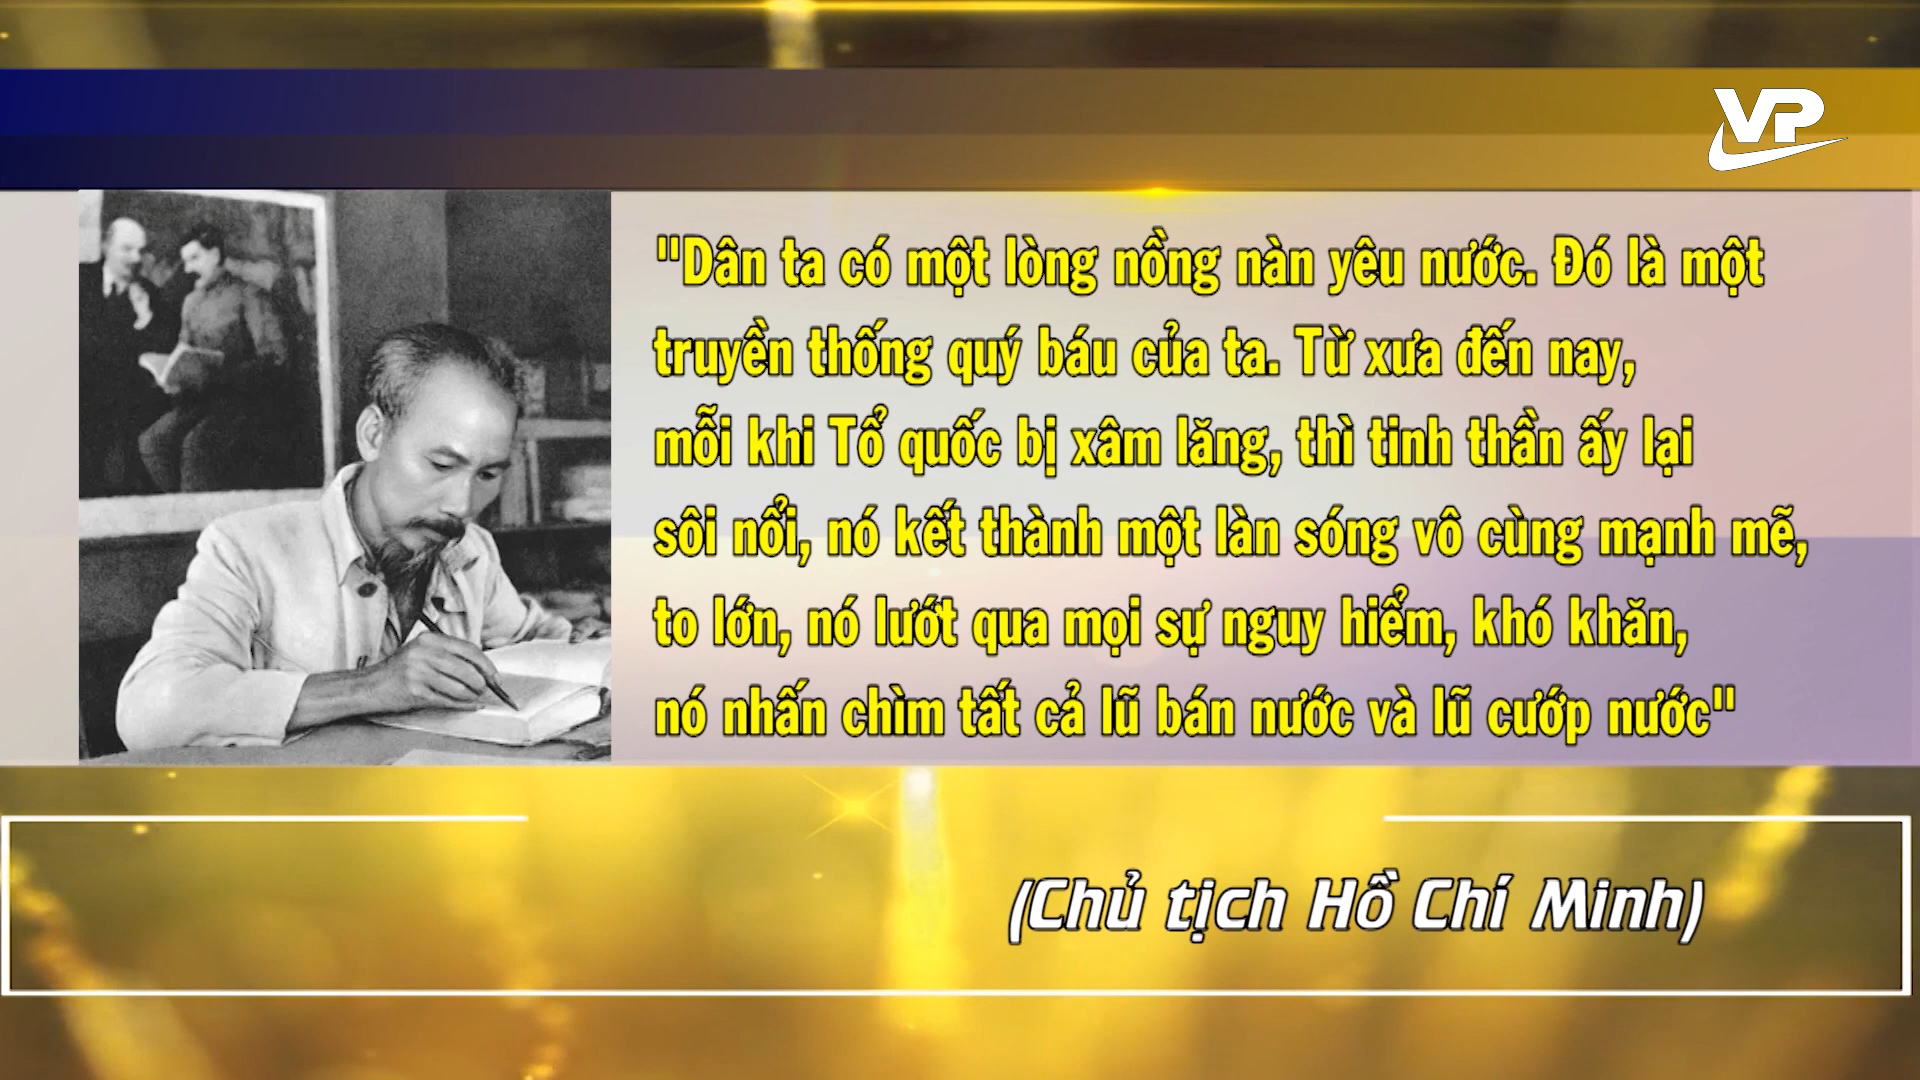 VP
"Dân ta có một lòng nồng nàn yêu nước. Đó là một
truyền thống quý báu của ta. Từ xưa đến nay,
mỗi khi Tổ quốc bị xâm lăng, thì tinh thần ấy lại
sôi nổi, nó kết thành một làn sóng vô cùng mạnh mẽ,
to lớn, nó lướt qua mọi sự nguy hiểm, khó khăn,
nó nhấn chìm tất cả lũ bán nước và lũ cướp nước"
(Chủ tịch Hồ Chí Minh)